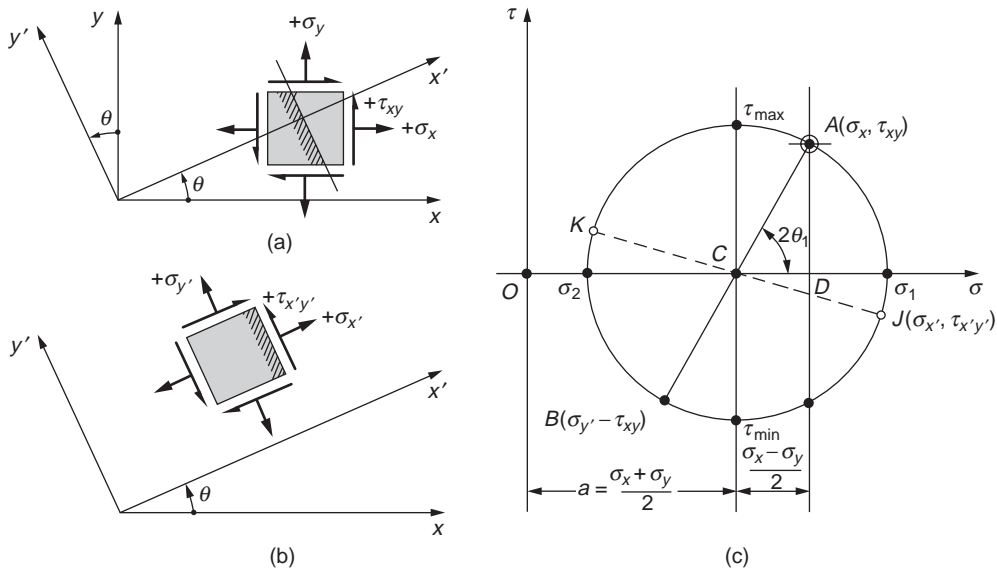 y
y′
+σy
x′
θ
+τxy
+σx
θ
x
(a)
+σy′
+τx′y′
+σx′
y′
x′
θ
x
(b)
τ
τmax
A(σx, τxy)
K
C
2θ1
O
σ2
D
σ1
σ
J(σx′, τx′y′)
B(σy′ – τxy)
τmin
a = σx + σy / 2
σx – σy / 2
(c)